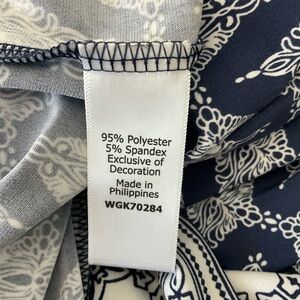 95% Polyester
5% Spandex
Exclusive of
Decoration
Made in
Philippines
WGK70284